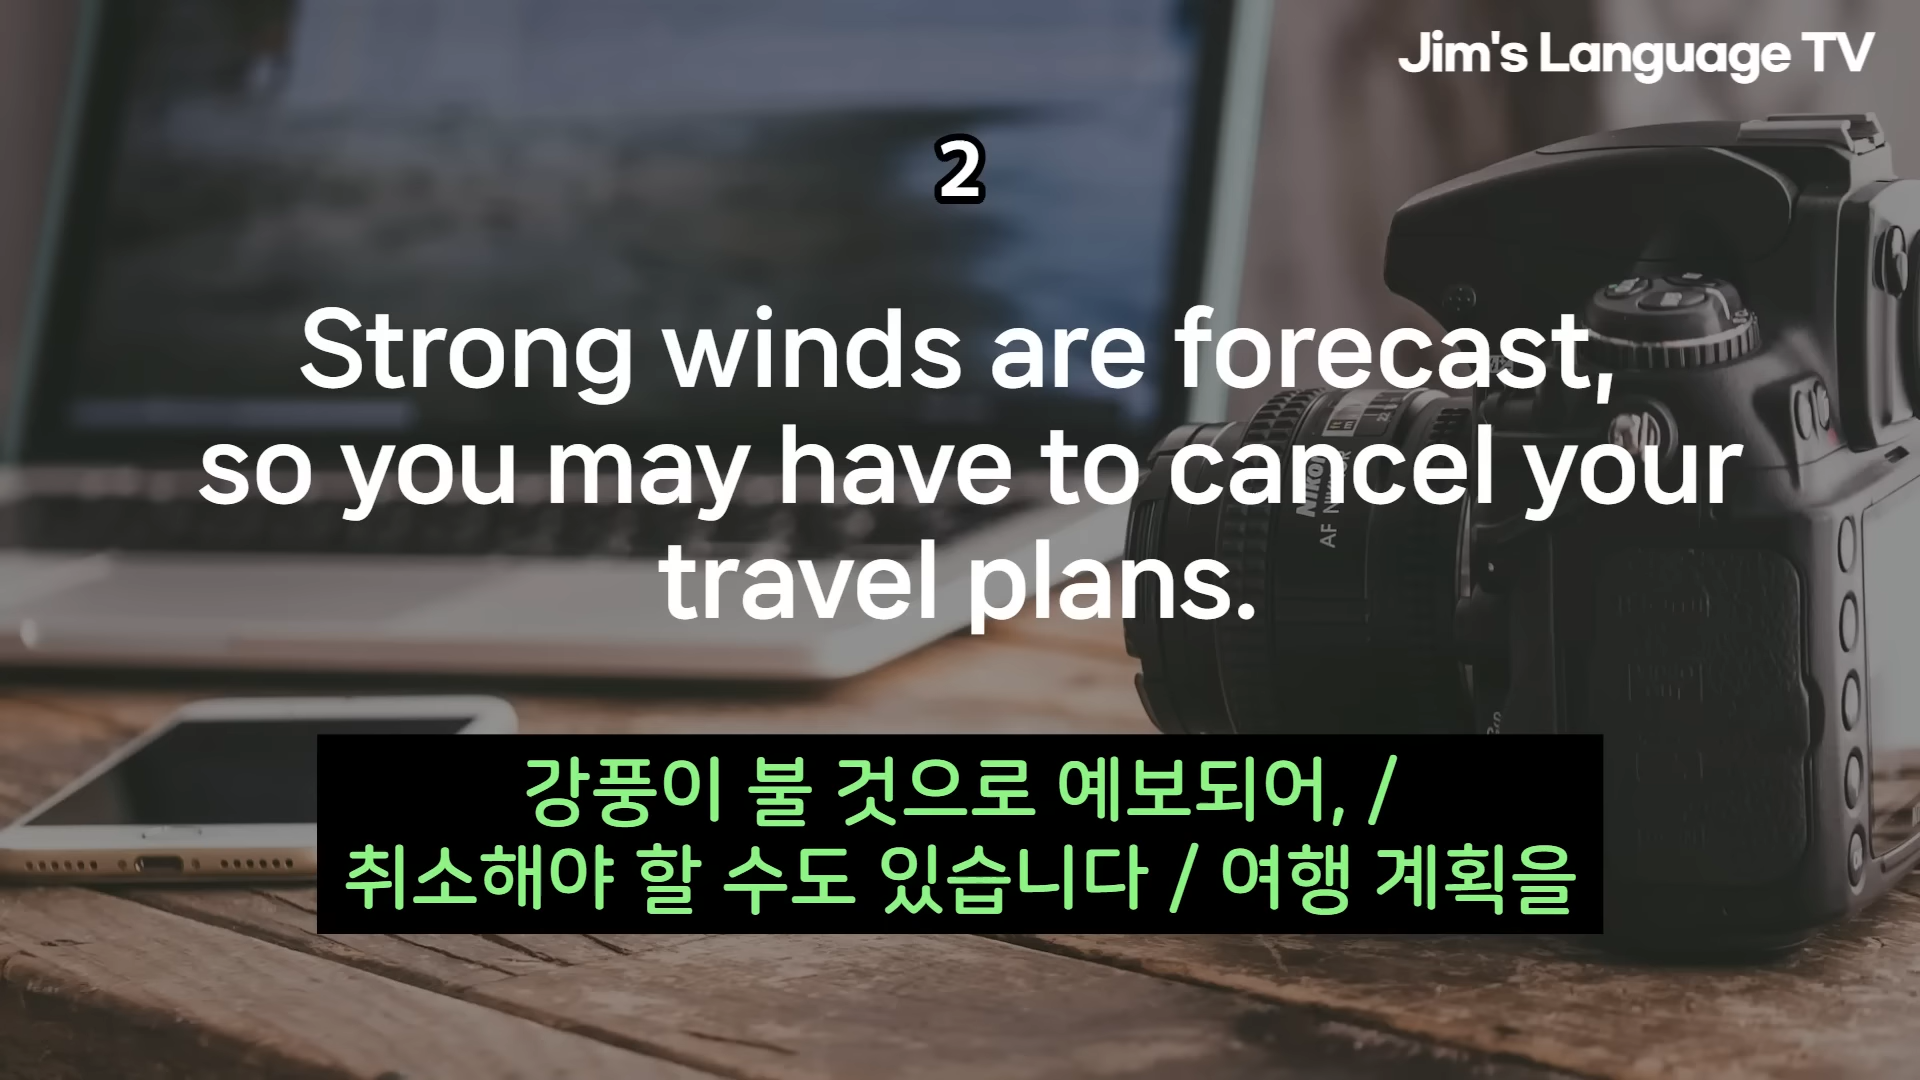 Jim's Language TV
2
Strong winds are forecast,
so you may have to cancel your
travel plans.
강풍이 불 것으로 예보되어, /
취소해야 할 수도 있습니다 / 여행 계획을
Nikon